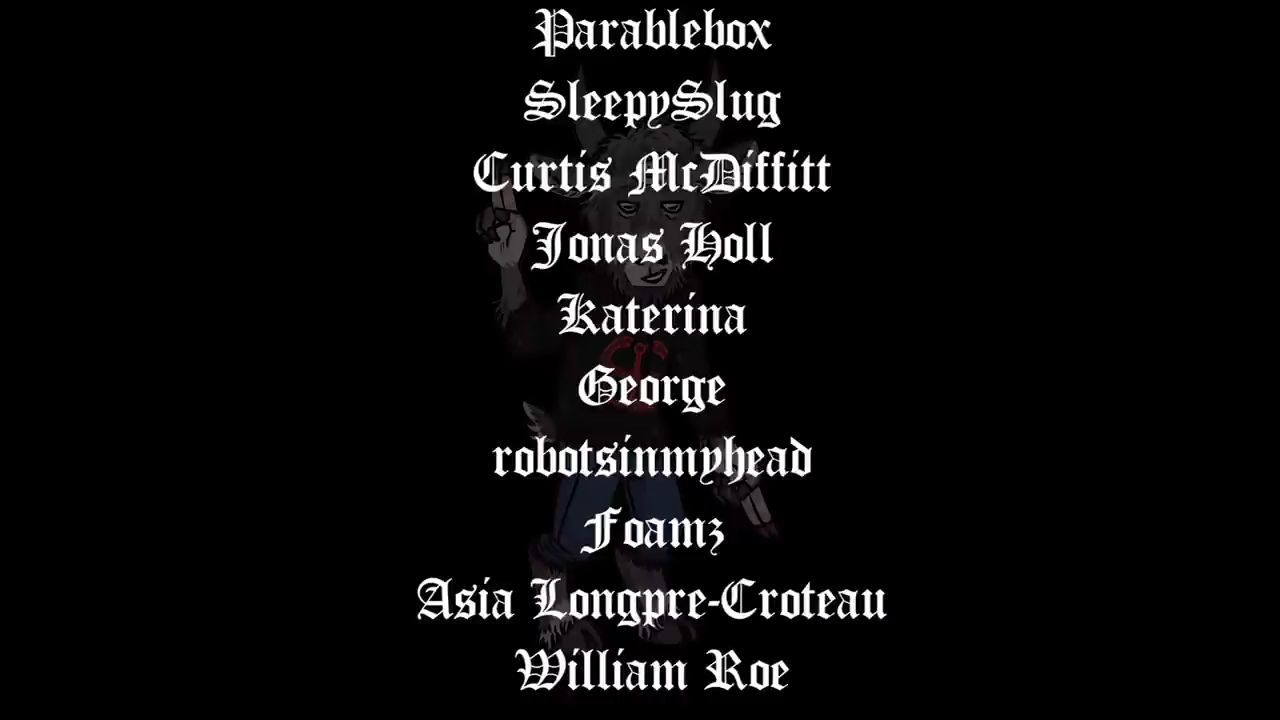 Parablebox
SleepySlug
Curtis McDiffitt
Jonas Holl
Katerina
George
robotsinmyhead
Foamz
Asia Longpre-Croteau
William Roe